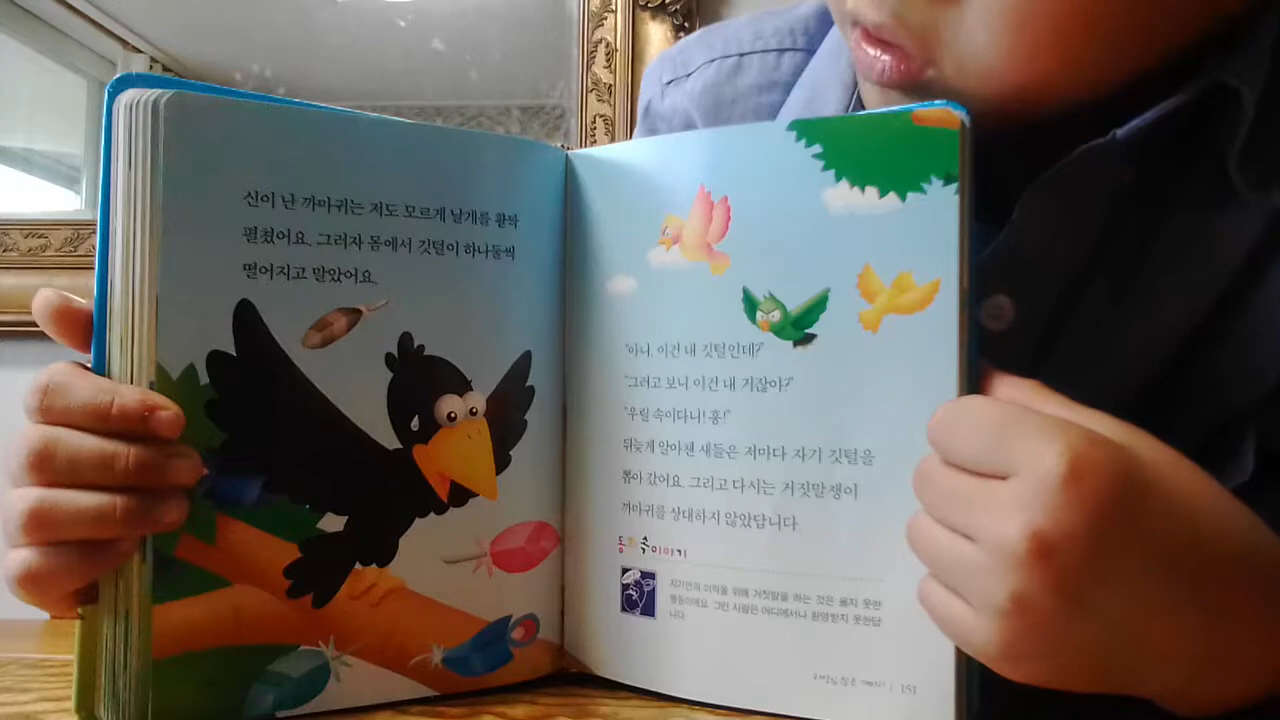 신이 난 까마귀는 저도 모르게 날개를 활짝
펼쳤어요. 그러자 몸에서 깃털이 하나둘씩
떨어지고 말았어요.
"아니, 이건 내 깃털인데?"
"그러고 보니 이건 내 거잖아?"
"우릴 속이다니! 흥!"
뒤늦게 알아챈 새들은 저마다 자기 깃털을
뽑아 갔어요. 그리고 다시는 거짓말쟁이
까마귀를 상대하지 않았답니다.
동화 속 이야기
자기만의 이익을 위해 거짓말을 하는 것은 옳지 못한
행동이에요. 그런 사람은 어디에서나 환영받지 못한답
니다.
까마귀 | 151